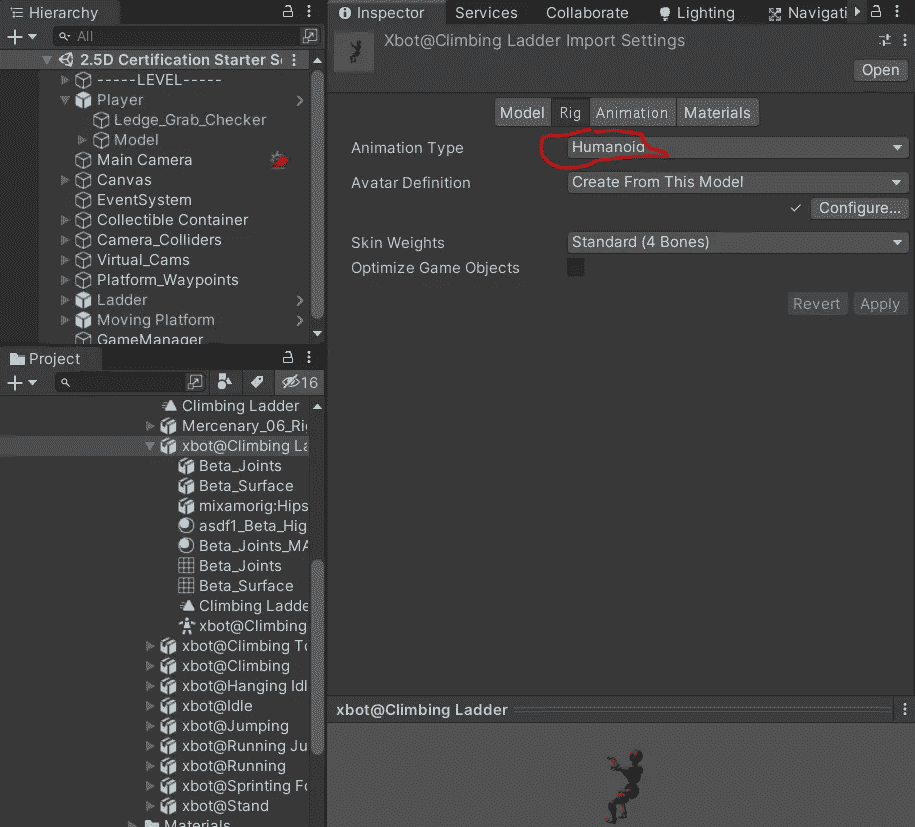 Hierarchy
All
2.5D Certification Starter S
-----LEVEL-----
Player
Ledge_Grab_Checker
Model
Main Camera
Canvas
EventSystem
Collectible Container
Camera_Colliders
Virtual_Cams
Platform_Waypoints
Ladder
Moving Platform
GameManager
Project
16
Climbing Ladder
Mercenary_06_Ri
xbot@Climbing La
Beta_Joints
Beta_Surface
mixamorig:Hips
asdf1_Beta_Hig
Beta_Joints_MA
Beta_Joints
Beta_Surface
Climbing Ladde
xbot@Climbing
xbot@Climbing To
xbot@Climbing
xbot@Hanging Idl
xbot@Idle
xbot@Jumping
xbot@Running Ju
xbot@Running
xbot@Sprinting Fo
xbot@Stand
Materials
Inspector Services Collaborate Lighting Navigati
Xbot@Climbing Ladder Import Settings
Open
Model Rig Animation Materials
Animation Type Humanoid
Avatar Definition Create From This Model
Configure...
Skin Weights Standard (4 Bones)
Optimize Game Objects
Revert Apply
xbot@Climbing Ladder